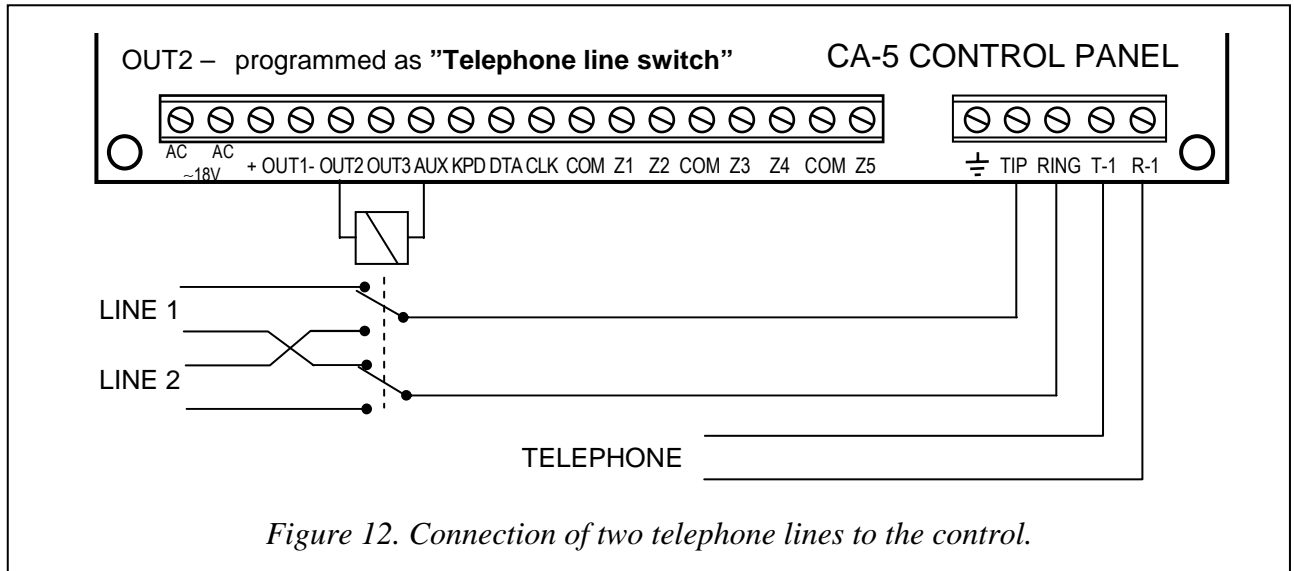 OUT2 – programmed as ”Telephone line switch” CA-5 CONTROL PANEL
AC AC + OUT1- OUT2 OUT3 AUX KPD DTA CLK COM Z1 Z2 COM Z3 Z4 COM Z5 TIP RING T-1 R-1
~18V
LINE 1
LINE 2
TELEPHONE
Figure 12. Connection of two telephone lines to the control.